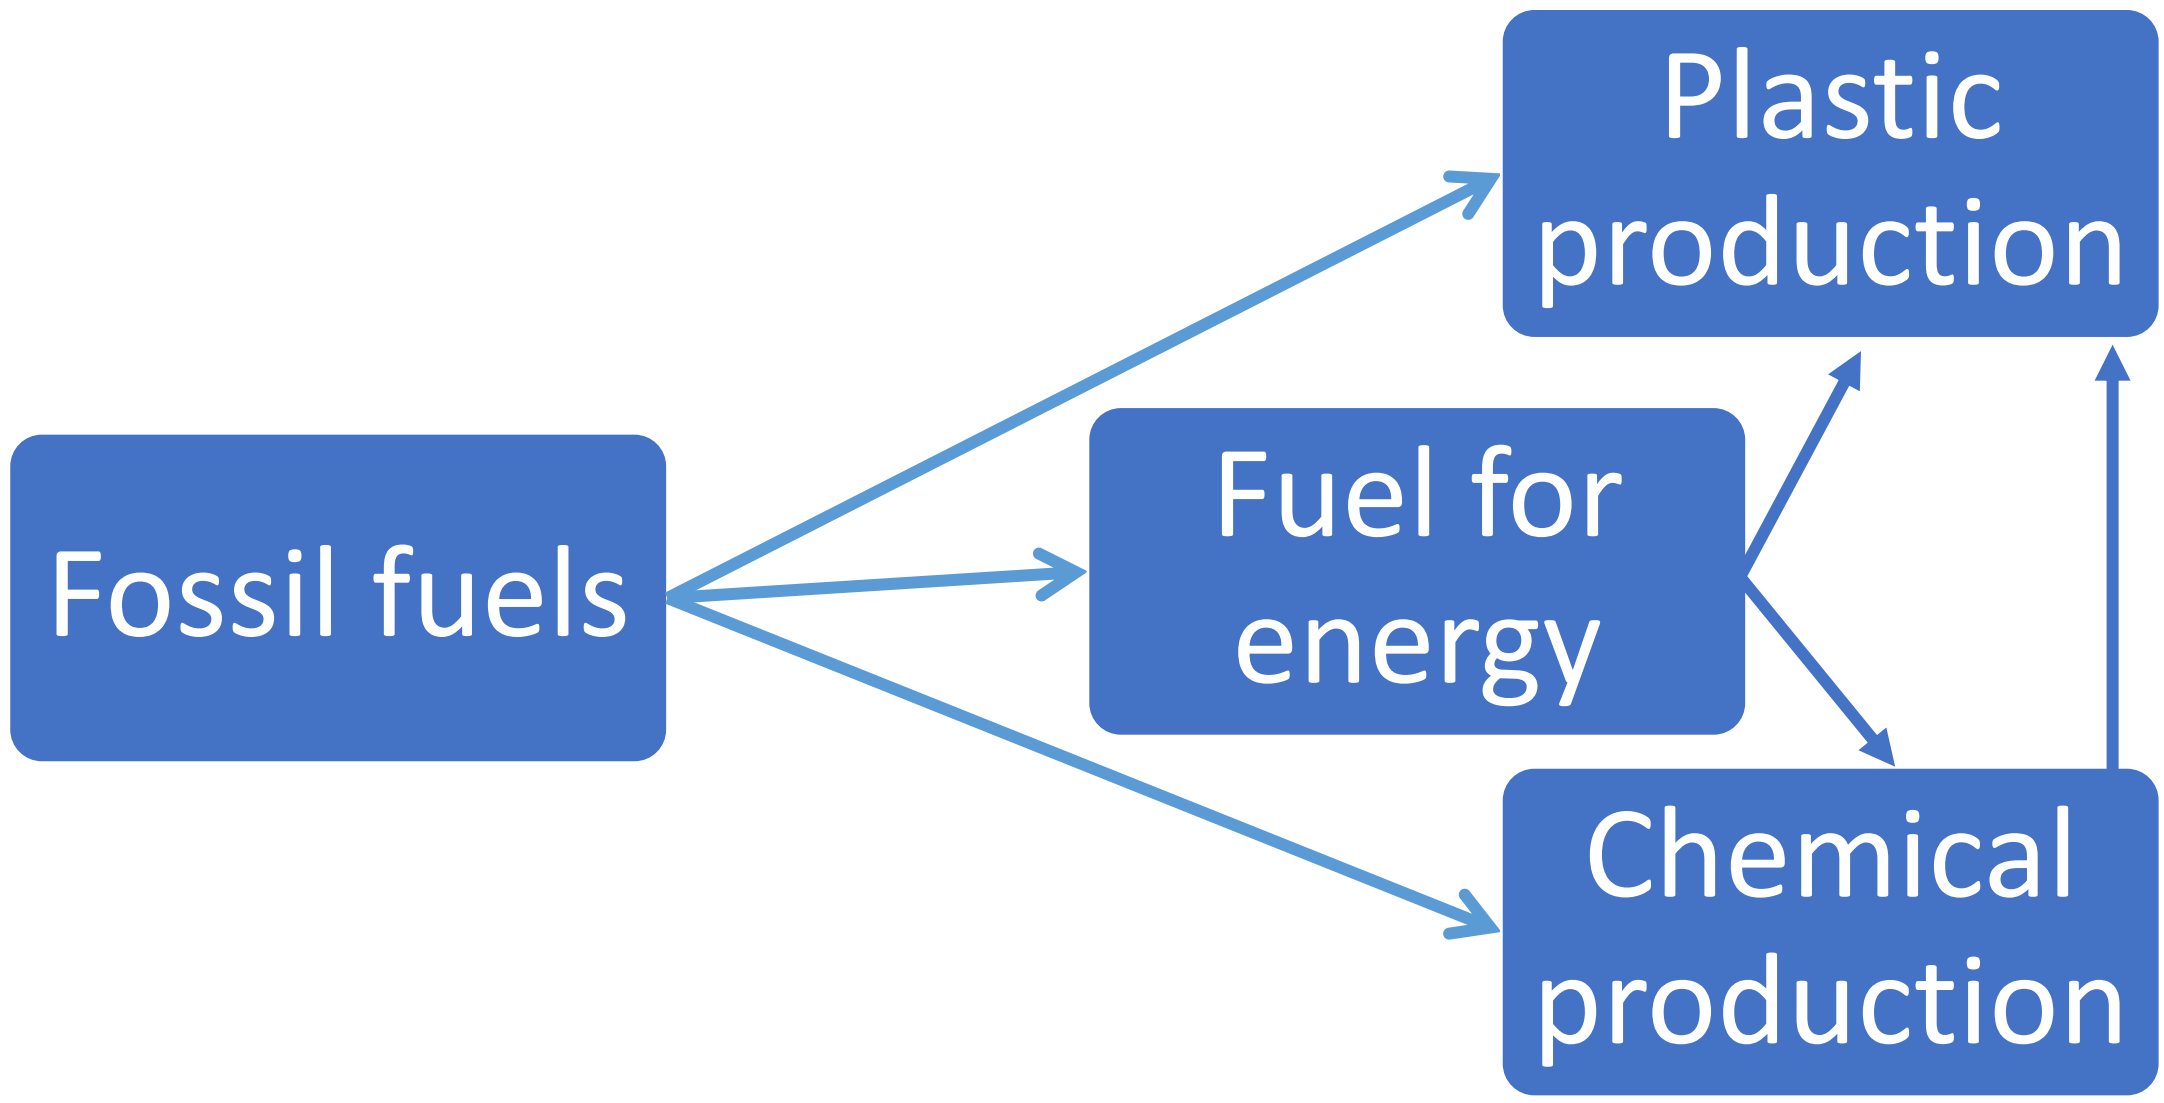 Plastic
production
Fuel for
energy
Fossil fuels
Chemical
production